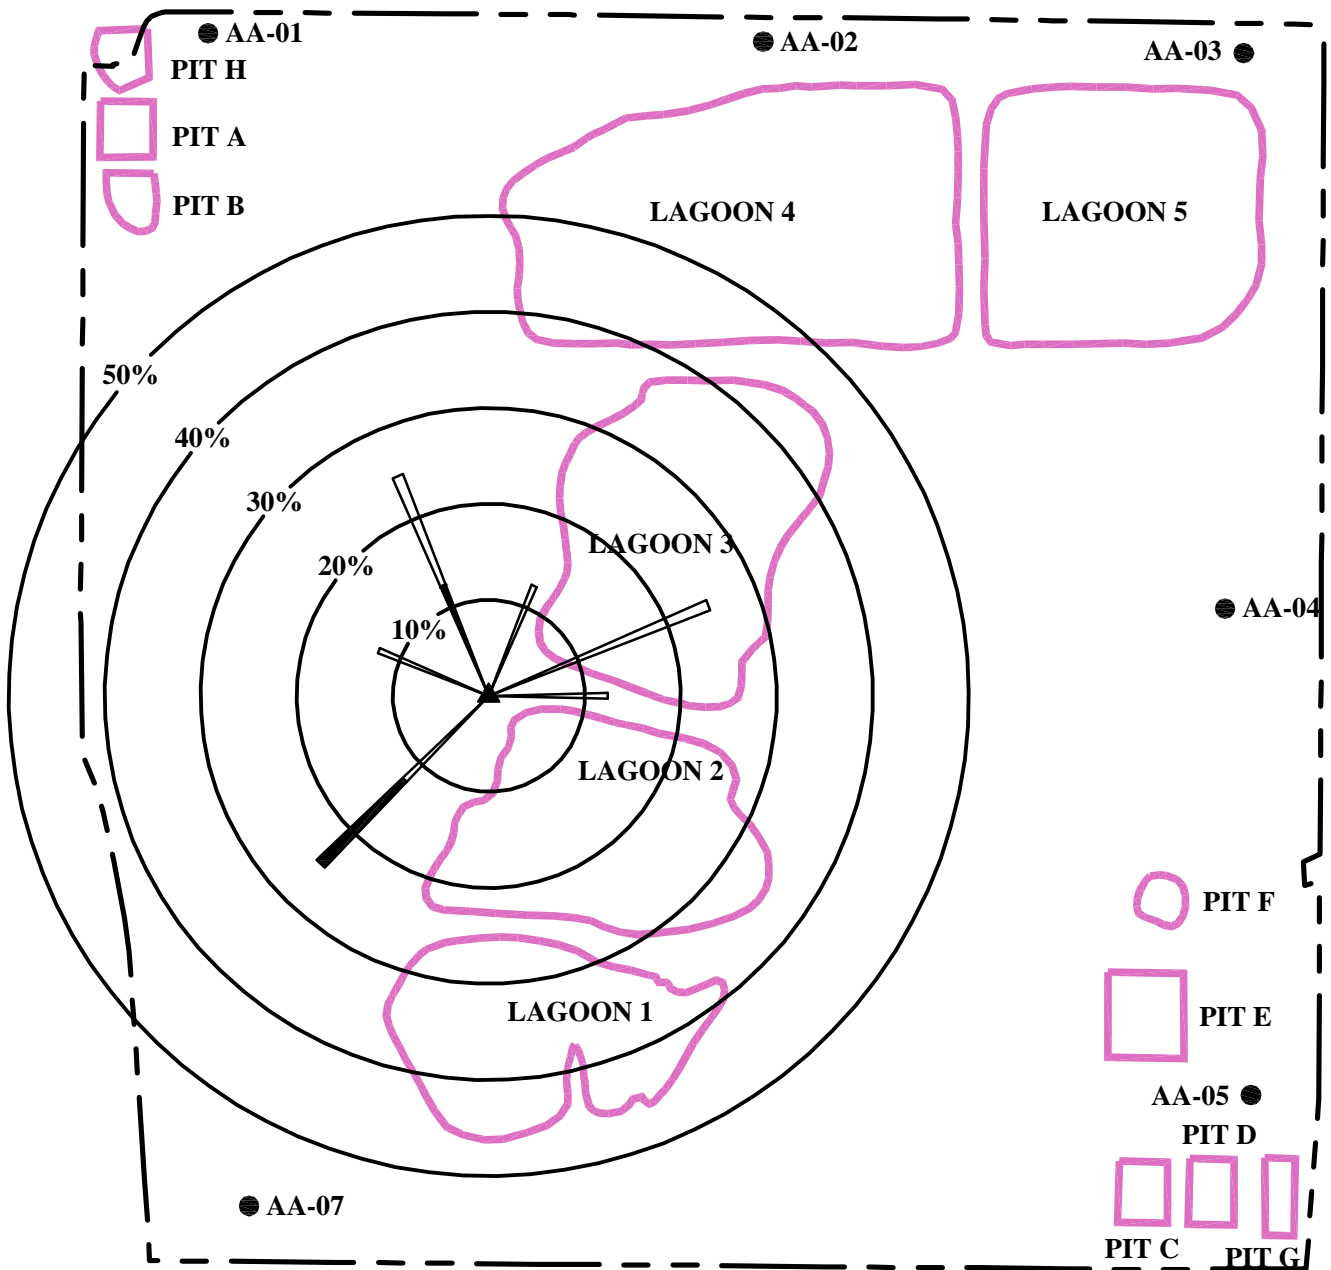 AA-01
AA-02
AA-03
PIT H
PIT A
PIT B
LAGOON 4
LAGOON 5
50%
40%
30%
20%
10%
LAGOON 3
AA-04
LAGOON 2
PIT F
LAGOON 1
PIT E
AA-05
PIT D
AA-07
PIT C
PIT G